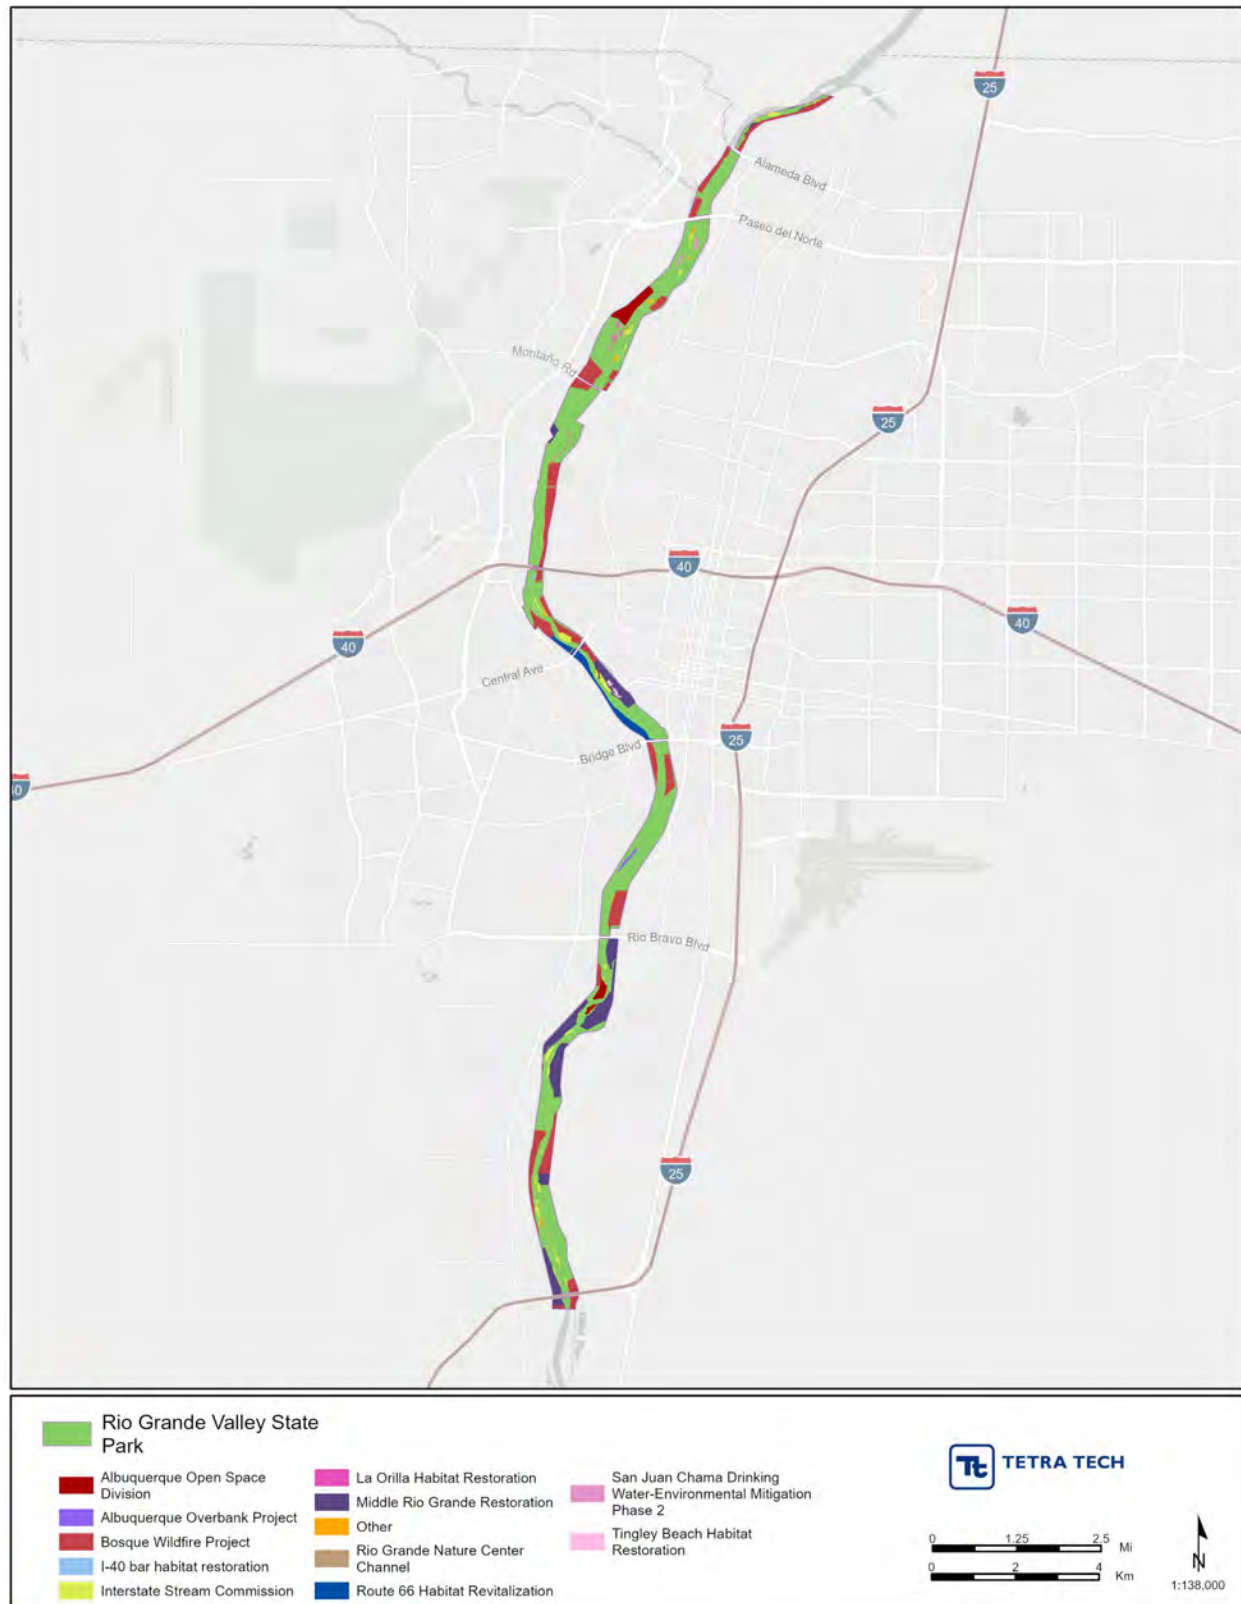 25
Alameda Blvd
Paseo del Norte
Montaño Rd
25
40
40
40
Central Ave
25
Bridge Blvd
Rio Bravo Blvd
25
Rio Grande Valley State
Park
Albuquerque Open Space
Division
Albuquerque Overbank Project
Bosque Wildfire Project
I-40 bar habitat restoration
Interstate Stream Commission
La Orilla Habitat Restoration
Middle Rio Grande Restoration
Other
Rio Grande Nature Center
Channel
Route 66 Habitat Revitalization
San Juan Chama Drinking
Water-Environmental Mitigation
Phase 2
Tingley Beach Habitat
Restoration
Tt TETRA TECH
0 1.25 2.5 Mi
0 2 4 Km
N
1:138,000